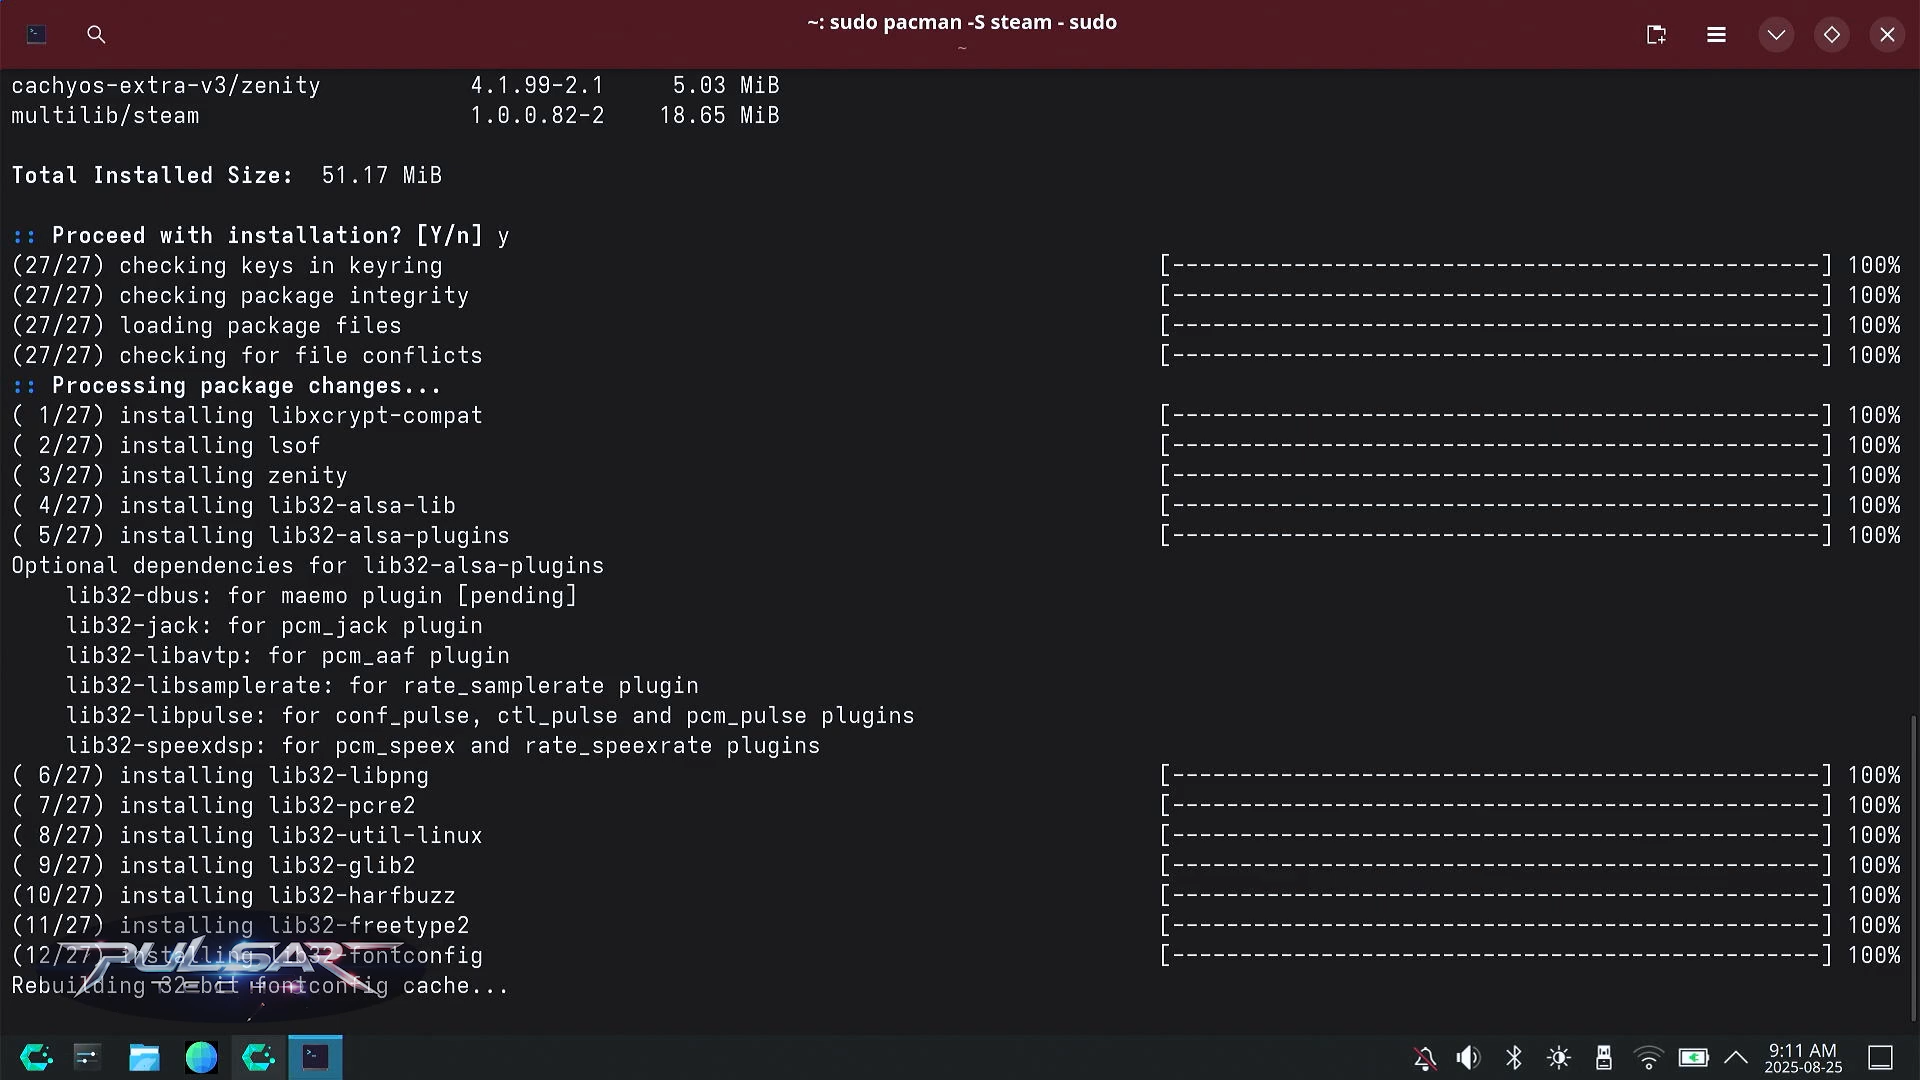 ~: sudo pacman -S steam - sudo
~
cachyos-extra-v3/zenity 4.1.99-2.1 5.03 MiB
multilib/steam 1.0.0.82-2 18.65 MiB
Total Installed Size: 51.17 MiB
:: Proceed with installation? [Y/n] y
(27/27) checking keys in keyring [------------------------------------------------] 100%
(27/27) checking package integrity [------------------------------------------------] 100%
(27/27) loading package files [------------------------------------------------] 100%
(27/27) checking for file conflicts [------------------------------------------------] 100%
:: Processing package changes...
( 1/27) installing libxcrypt-compat [------------------------------------------------] 100%
( 2/27) installing lsof [------------------------------------------------] 100%
( 3/27) installing zenity [------------------------------------------------] 100%
( 4/27) installing lib32-alsa-lib [------------------------------------------------] 100%
( 5/27) installing lib32-alsa-plugins [------------------------------------------------] 100%
Optional dependencies for lib32-alsa-plugins
lib32-dbus: for maemo plugin [pending]
lib32-jack: for pcm_jack plugin
lib32-libavtp: for pcm_aaf plugin
lib32-libsamplerate: for rate_samplerate plugin
lib32-libpulse: for conf_pulse, ctl_pulse and pcm_pulse plugins
lib32-speexdsp: for pcm_speex and rate_speexrate plugins
( 6/27) installing lib32-libpng [------------------------------------------------] 100%
( 7/27) installing lib32-pcre2 [------------------------------------------------] 100%
( 8/27) installing lib32-util-linux [------------------------------------------------] 100%
( 9/27) installing lib32-glib2 [------------------------------------------------] 100%
(10/27) installing lib32-harfbuzz [------------------------------------------------] 100%
(11/27) installing lib32-freetype2 [------------------------------------------------] 100%
(12/27) installing lib32-fontconfig [------------------------------------------------] 100%
Rebuilding 32-bit fontconfig cache...
PULSAR
TECH
9:11 AM
2025-08-25